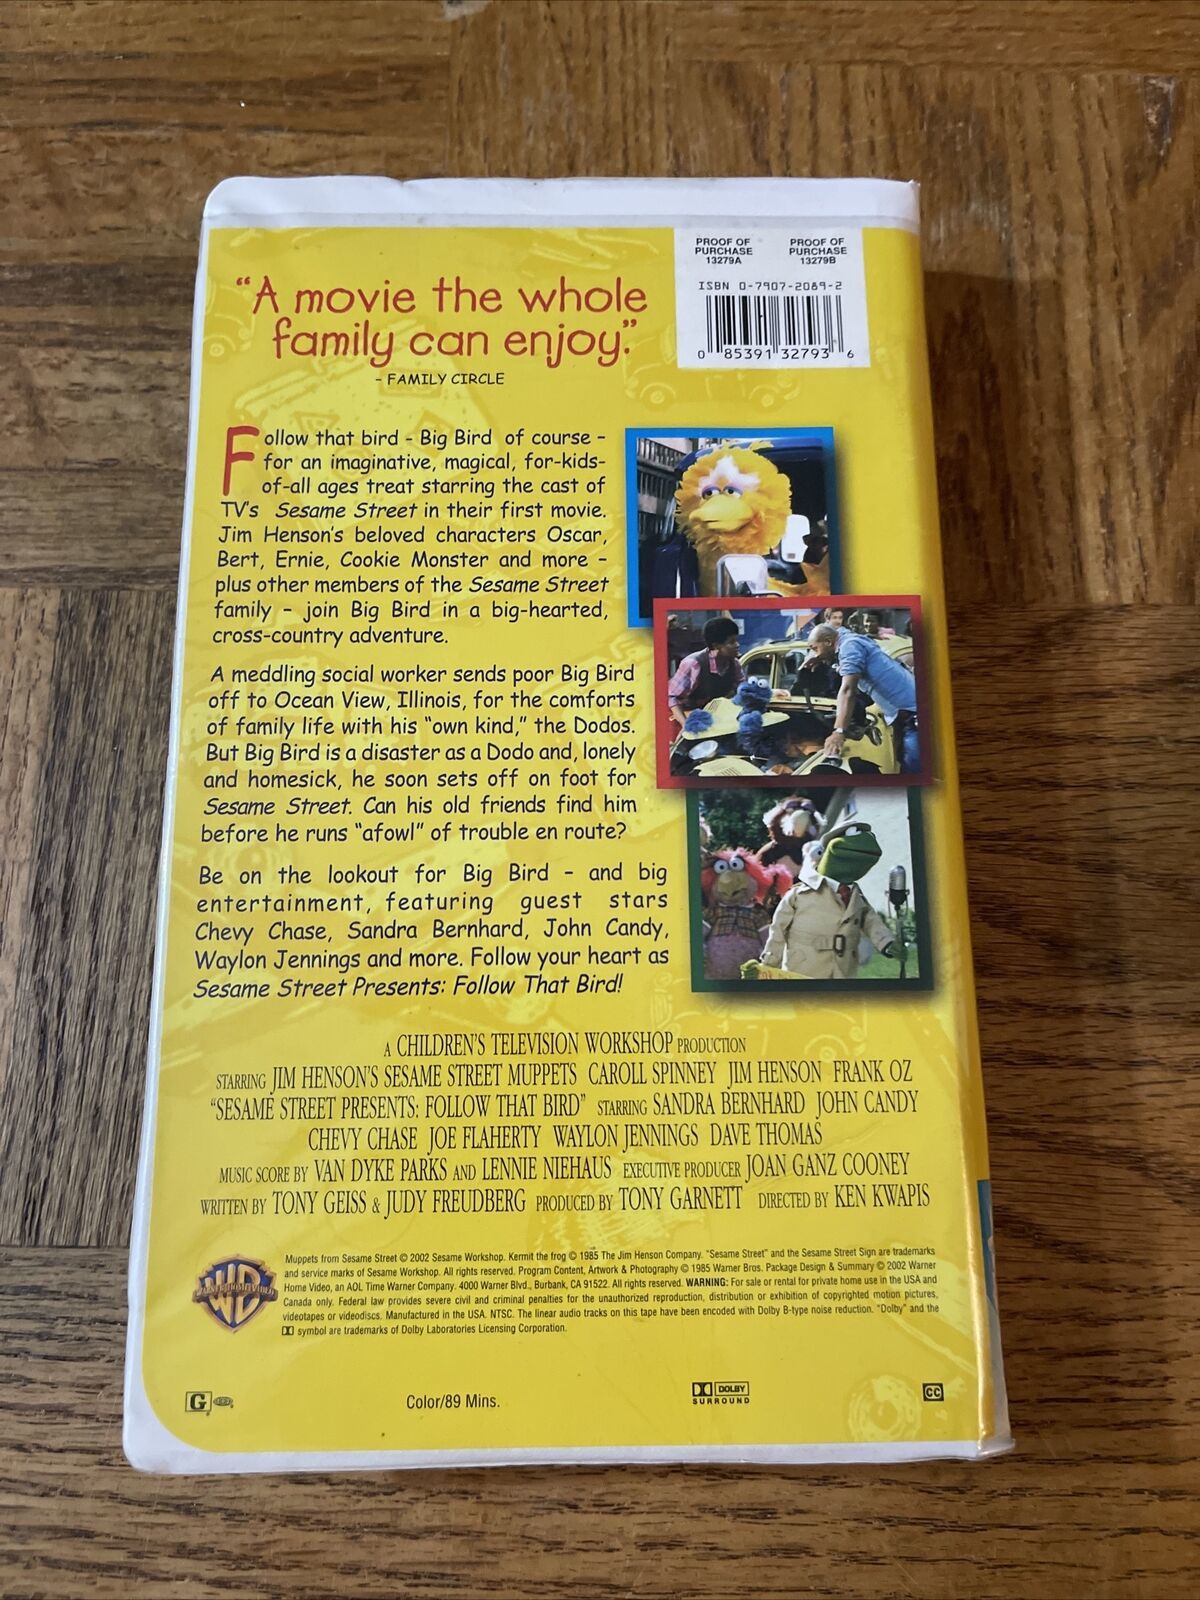 “A movie the whole
family can enjoy.”
– FAMILY CIRCLE
PROOF OF PURCHASE 13279A
PROOF OF PURCHASE 13279B
ISBN 0-7907-2089-2
0 85391 32793 6
Follow that bird - Big Bird of course –
for an imaginative, magical, for-kids-
of-all ages treat starring the cast of
TV's Sesame Street in their first movie.
Jim Henson's beloved characters Oscar,
Bert, Ernie, Cookie Monster and more –
plus other members of the Sesame Street
family – join Big Bird in a big-hearted,
cross-country adventure.
A meddling social worker sends poor Big Bird
off to Ocean View, Illinois, for the comforts
of family life with his “own kind,” the Dodos.
But Big Bird is a disaster as a Dodo and, lonely
and homesick, he soon sets off on foot for
Sesame Street. Can his old friends find him
before he runs “afowl” of trouble en route?
Be on the lookout for Big Bird – and big
entertainment, featuring guest stars
Chevy Chase, Sandra Bernhard, John Candy,
Waylon Jennings and more. Follow your heart as
Sesame Street Presents: Follow That Bird!
A CHILDREN'S TELEVISION WORKSHOP PRODUCTION
STARRING JIM HENSON'S SESAME STREET MUPPETS CAROLL SPINNEY JIM HENSON FRANK OZ
“SESAME STREET PRESENTS: FOLLOW THAT BIRD” STARRING SANDRA BERNHARD JOHN CANDY
CHEVY CHASE JOE FLAHERTY WAYLON JENNINGS DAVE THOMAS
MUSIC SCORE BY VAN DYKE PARKS AND LENNIE NIEHAUS EXECUTIVE PRODUCER JOAN GANZ COONEY
WRITTEN BY TONY GEISS & JUDY FREUDBERG PRODUCED BY TONY GARNETT DIRECTED BY KEN KWAPIS
WB
Muppets from Sesame Street © 2002 Sesame Workshop. Kermit the frog © 1985 The Jim Henson Company. “Sesame Street” and the Sesame Street Sign are trademarks
and service marks of Sesame Workshop. All rights reserved. Program Content, Artwork & Photography © 1985 Warner Bros. Package Design & Summary © 2002 Warner
Home Video, an AOL Time Warner Company. 4000 Warner Blvd., Burbank, CA 91522. All rights reserved. WARNING: For sale or rental for private home use in the USA and
Canada only. Federal law provides severe civil and criminal penalties for the unauthorized reproduction, distribution or exhibition of copyrighted motion pictures,
videotapes or videodiscs. Manufactured in the USA. NTSC. The linear audio tracks on this tape have been encoded with Dolby B-type noise reduction. “Dolby” and the
symbol are trademarks of Dolby Laboratories Licensing Corporation.
G
Color/89 Mins.
DOLBY
SURROUND
CC